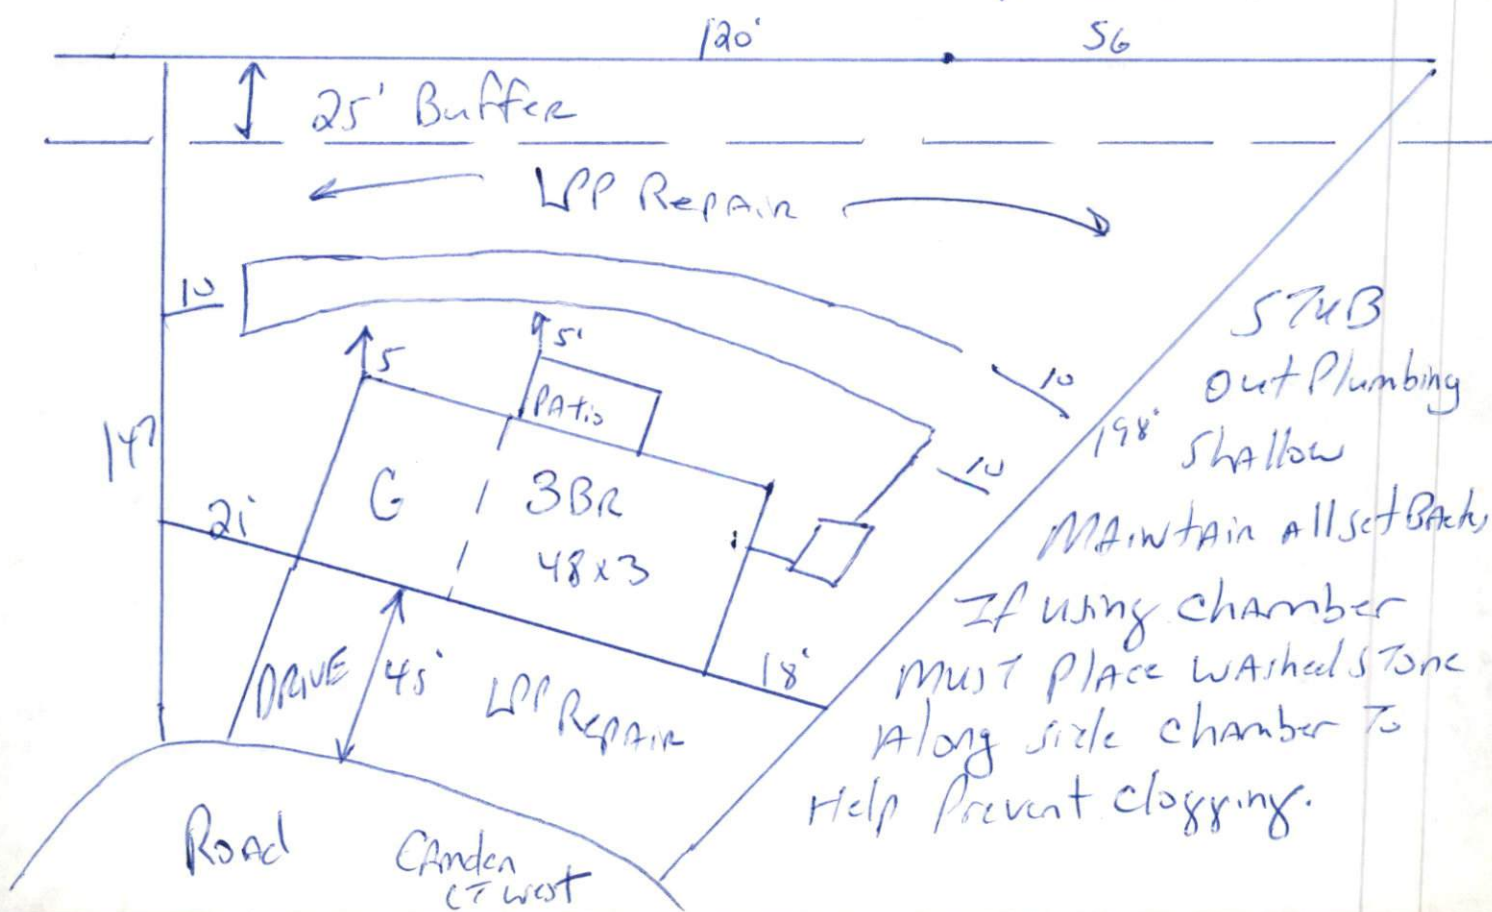 120' 56
25' Buffer
LPP Repair
10
5 5'
Patio
10
198'
10
147
G 3BR
48x3
21'
DRIVE 45' LPP Repair
18'
Road Camden
CT West
STUB
Out Plumbing
Shallow
Maintain all setBacks
If using chamber
Must Place washed stone
Along side chamber To
Help Prevent clogging.